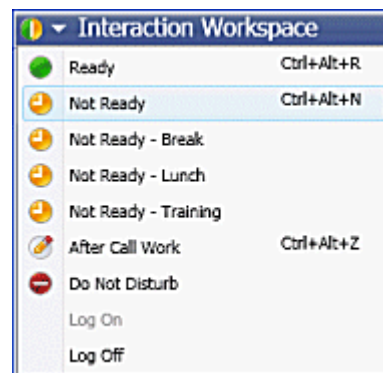 Interaction Workspace
Ready Ctrl+Alt+R
Not Ready Ctrl+Alt+N
Not Ready - Break
Not Ready - Lunch
Not Ready - Training
After Call Work Ctrl+Alt+Z
Do Not Disturb
Log On
Log Off